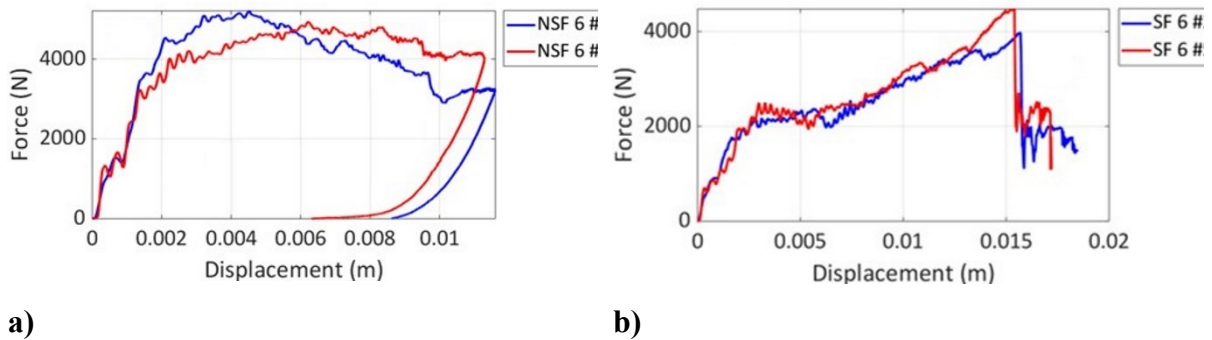 NSF 6 #
NSF 6 #
4000
2000
0
Force (N)
0 0.002 0.004 0.006 0.008 0.01
Displacement (m)
a)
SF 6 #
SF 6 #
4000
2000
0
Force (N)
0 0.005 0.01 0.015 0.02
Displacement (m)
b)